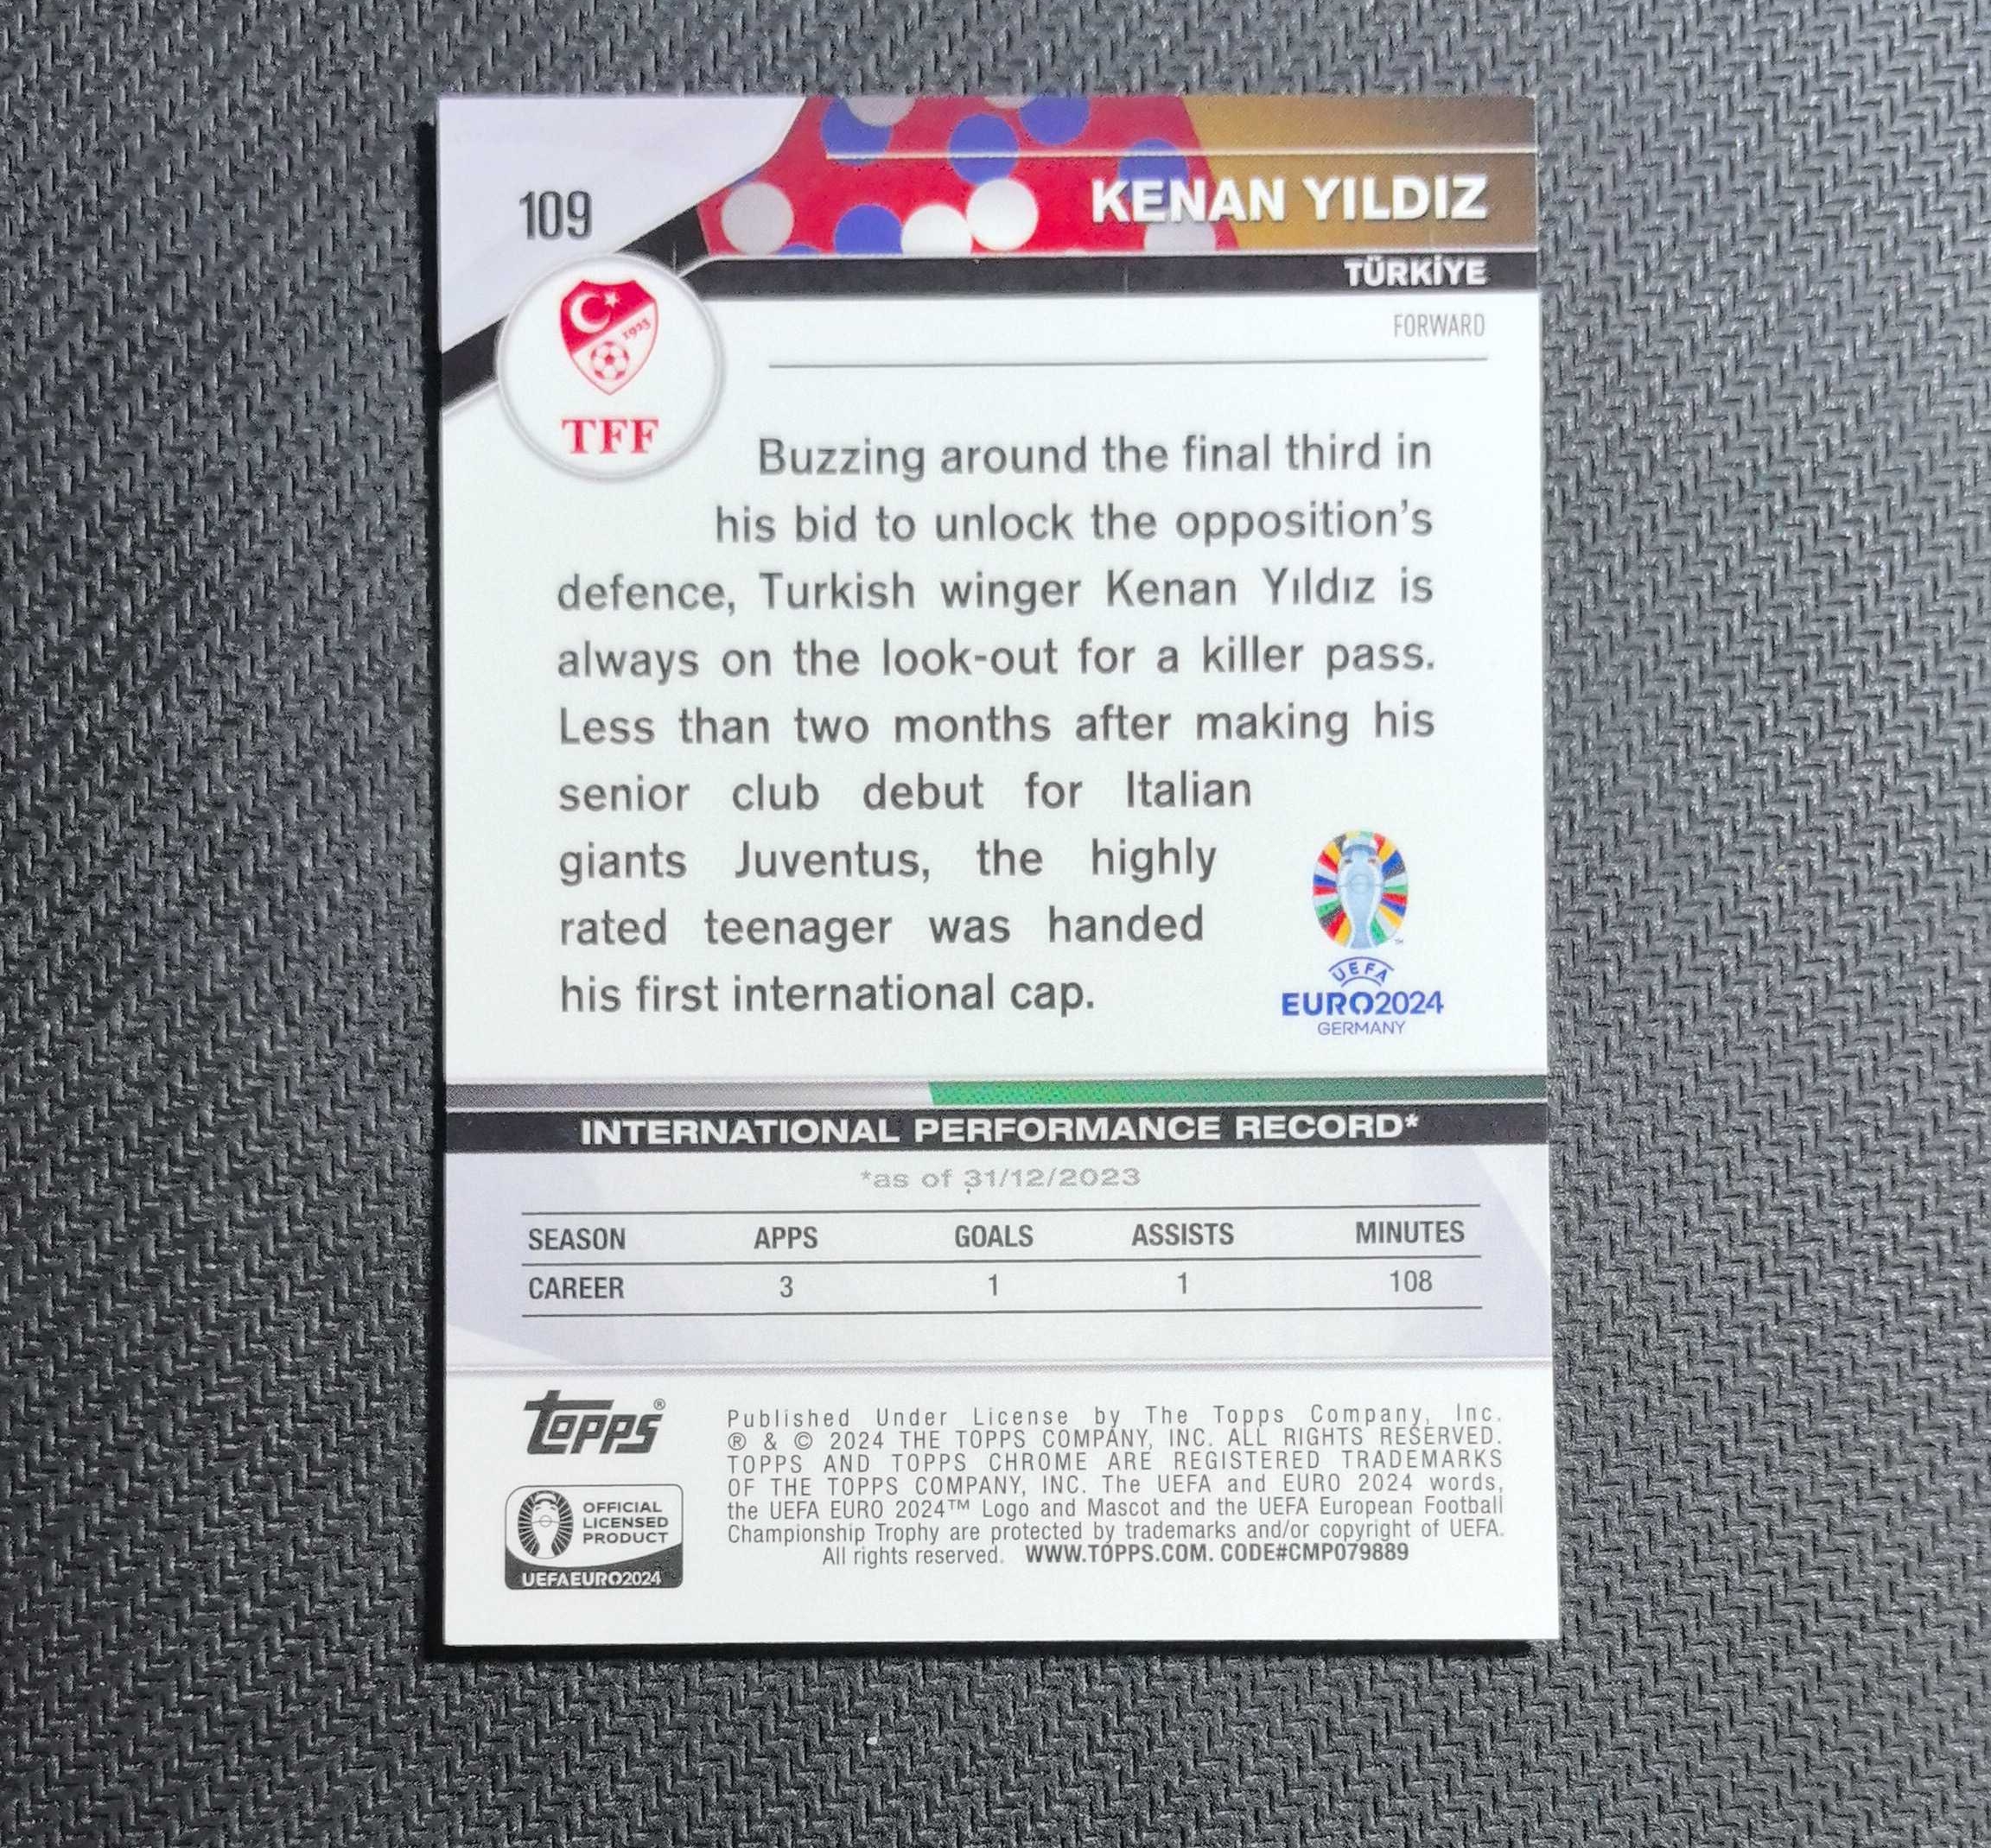 109
KENAN YILDIZ
TÜRKİYE
FORWARD
1923
TFF
Buzzing around the final third in
his bid to unlock the opposition's
defence, Turkish winger Kenan Yıldız is
always on the look-out for a killer pass.
Less than two months after making his
senior club debut for Italian
giants Juventus, the highly
rated teenager was handed
his first international cap.
UEFA
EURO2024
GERMANY
INTERNATIONAL PERFORMANCE RECORD*
*as of 31/12/2023
SEASON APPS GOALS ASSISTS MINUTES
CAREER 3 1 1 108
topps®
Published Under License by The Topps Company, Inc.
® & © 2024 THE TOPPS COMPANY, INC. ALL RIGHTS RESERVED.
TOPPS AND TOPPS CHROME ARE REGISTERED TRADEMARKS
OF THE TOPPS COMPANY, INC. The UEFA and EURO 2024 words,
the UEFA EURO 2024™ Logo and Mascot and the UEFA European Football
Championship Trophy are protected by trademarks and/or copyright of UEFA.
All rights reserved. WWW.TOPPS.COM. CODE#CMP079889
OFFICIAL
LICENSED
PRODUCT
UEFAEURO2024